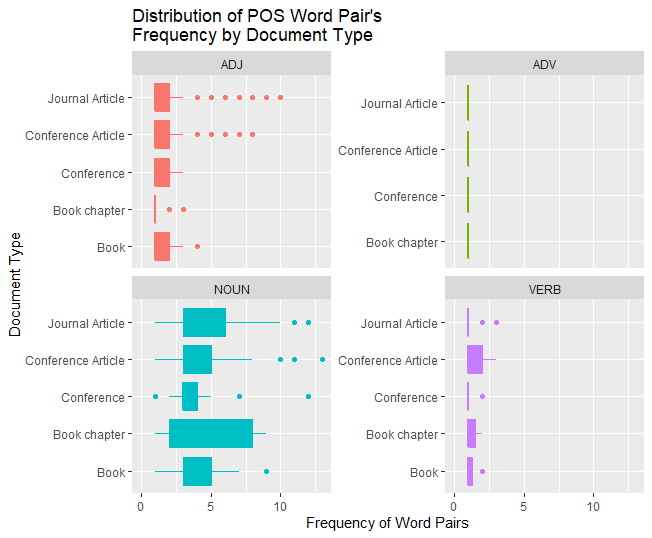 Distribution of POS Word Pair's
Frequency by Document Type
ADJ
ADV
Journal Article
Conference Article
Conference
Book chapter
Book
Journal Article
Conference Article
Conference
Book chapter
Document Type
NOUN
VERB
Journal Article
Conference Article
Conference
Book chapter
Book
Journal Article
Conference Article
Conference
Book chapter
Book
0 5 10
0 5 10
Frequency of Word Pairs